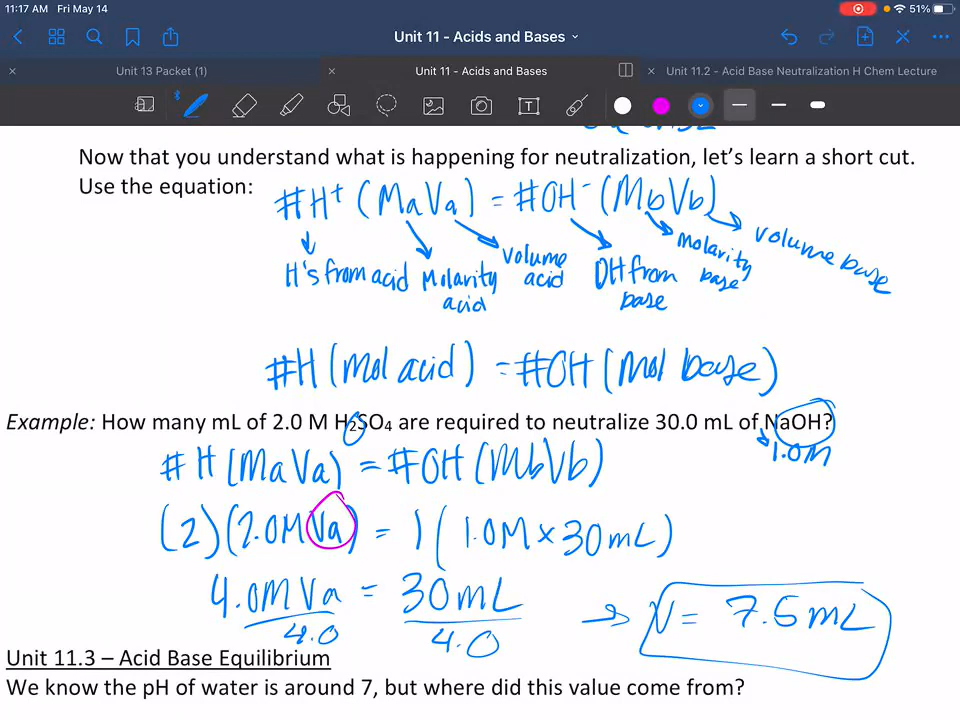 11:17 AM Fri May 14
51%
Unit 11 - Acids and Bases
Unit 13 Packet (1)
Unit 11 - Acids and Bases
Unit 11.2 - Acid Base Neutralization H Chem Lecture
Now that you understand what is happening for neutralization, let's learn a short cut.
Use the equation:
#H⁺ (MaVa) = #OH⁻ (MbVb)
H's from acid
Molarity acid
volume acid
OH from base
molarity base
volume base
#H (mol acid) = #OH (mol base)
Example: How many mL of 2.0 M H₂SO₄ are required to neutralize 30.0 mL of NaOH?
1.0M
#H (MaVa) = #OH (MbVb)
(2)(2.0M Va) = 1 (1.0M × 30mL)
4.0M Va = 30mL
4.0 4.0
→ V = 7.5 mL
Unit 11.3 – Acid Base Equilibrium
We know the pH of water is around 7, but where did this value come from?